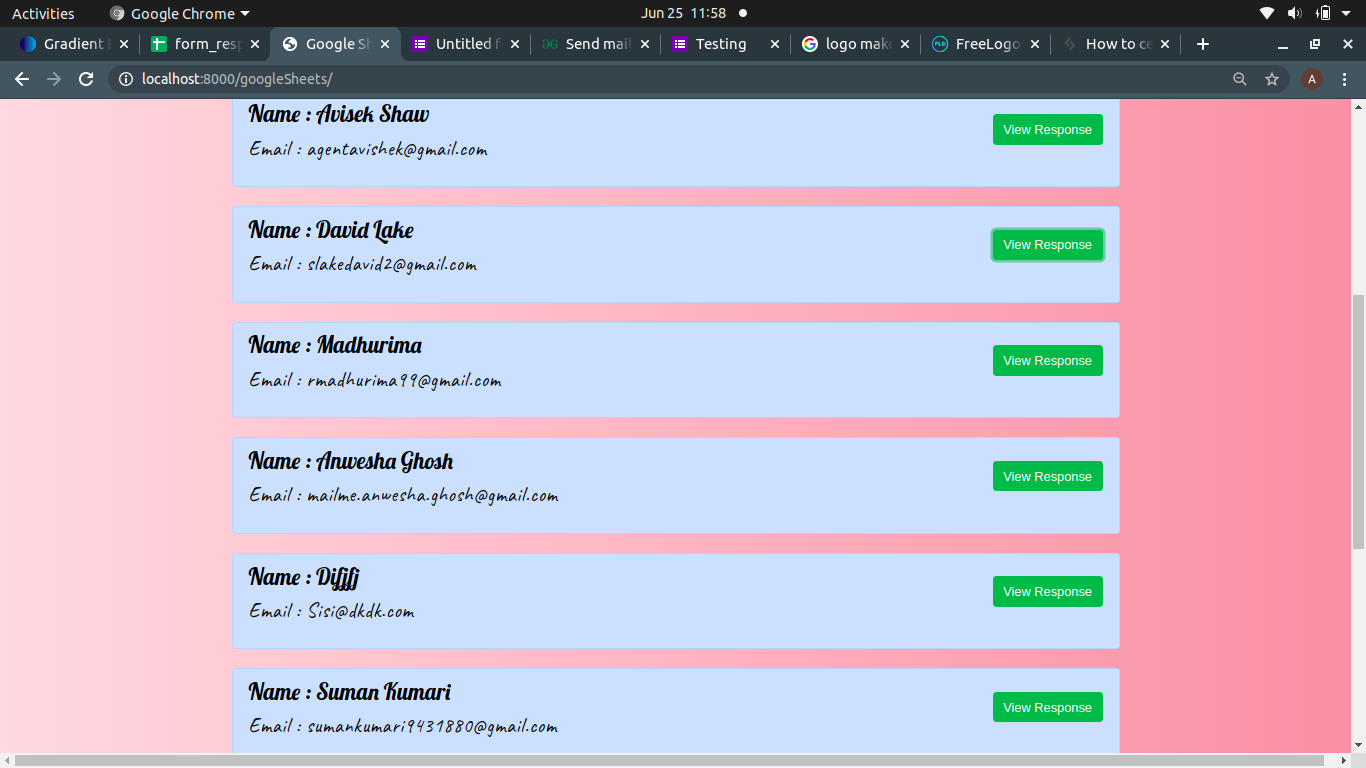 Activities Google Chrome Jun 25 11:58
Gradient form_resp Google Sh Untitled f Send mail Testing logo make FreeLogo How to ce
localhost:8000/googleSheets/ A
Name : Avisek Shaw
View Response
Email : agentavishek@gmail.com
Name : David Lake
View Response
Email : slakedavid2@gmail.com
Name : Madhurima
View Response
Email : rmadhurima99@gmail.com
Name : Anwesha Ghosh
View Response
Email : mailme.anwesha.ghosh@gmail.com
Name : Difjfj
View Response
Email : Sisi@dkdk.com
Name : Suman Kumari
View Response
Email : sumankumari9431880@gmail.com